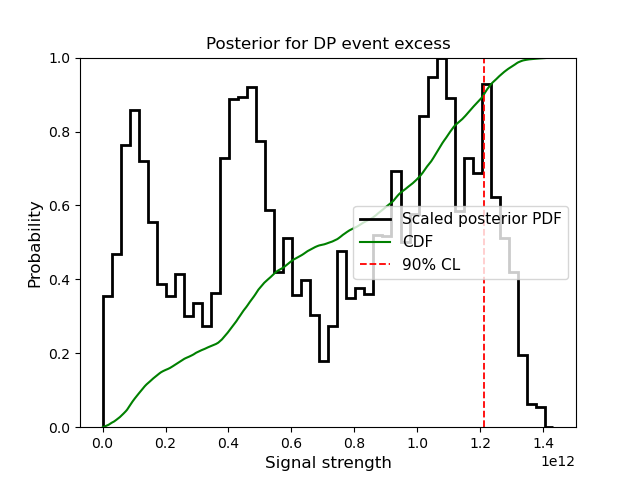 Posterior for DP event excess
Probability
1.0
0.8
0.6
0.4
0.2
0.0
Scaled posterior PDF
CDF
90% CL
0.0 0.2 0.4 0.6 0.8 1.0 1.2 1.4
1e12
Signal strength